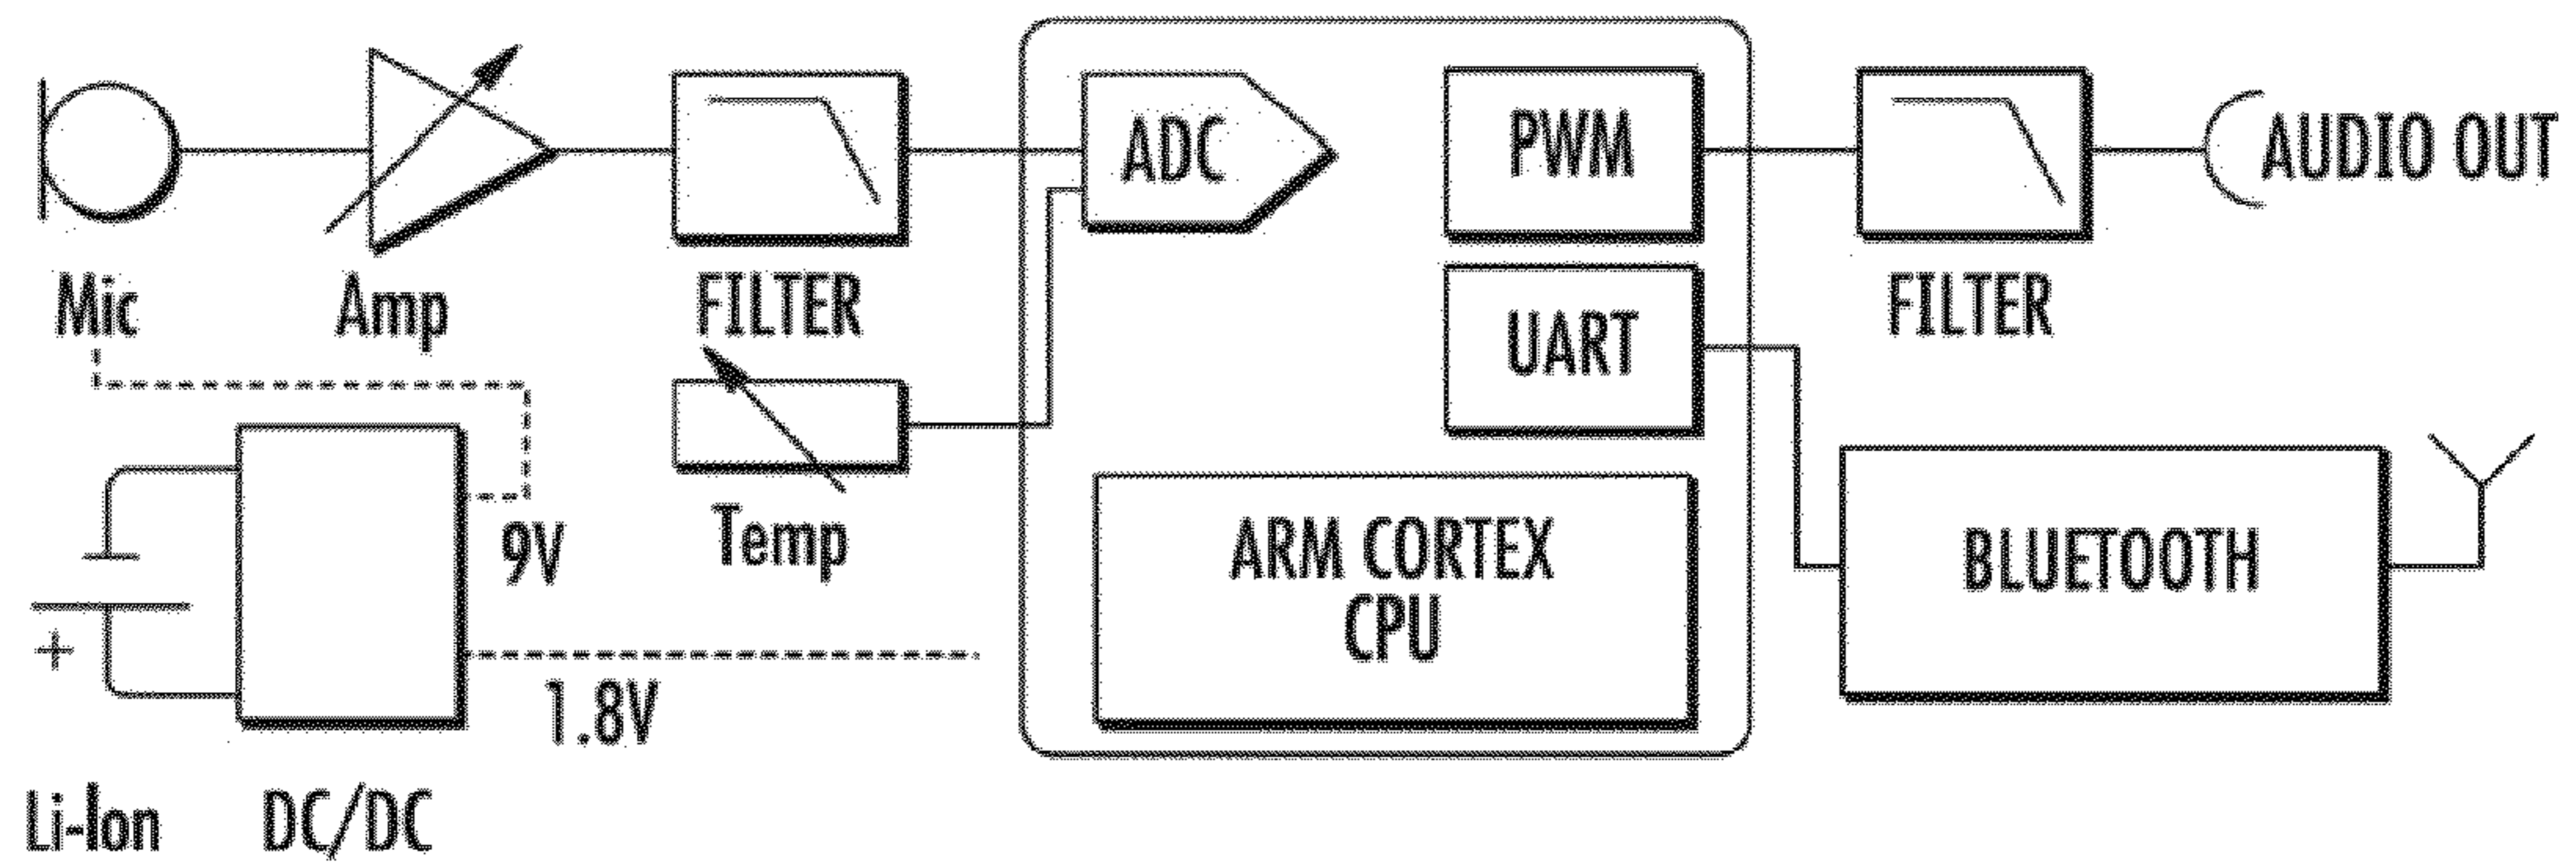 ADC
PWM
AUDIO OUT
Mic
Amp
FILTER
UART
FILTER
9V
Temp
ARM CORTEX
CPU
BLUETOOTH
+
1.8V
Li-Ion
DC/DC